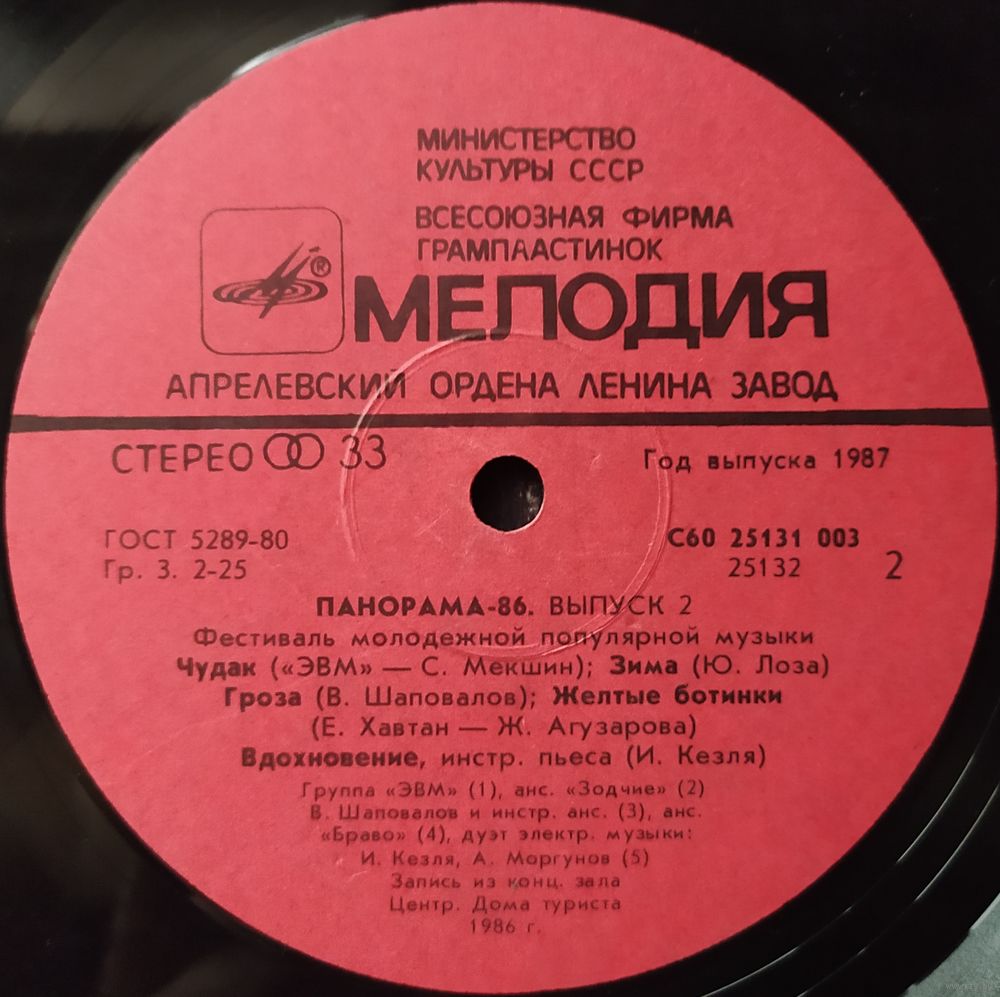 МИНИСТЕРСТВО
КУЛЬТУРЫ СССР
ВСЕСОЮЗНАЯ ФИРМА
ГРАМПЛАСТИНОК
®
МЕЛОДИЯ
АПРЕЛЕВСКИЙ ОРДЕНА ЛЕНИНА ЗАВОД
СТЕРЕО 33
Год выпуска 1987
ГОСТ 5289-80
Гр. 3. 2-25
С60 25131 003
25132
2
ПАНОРАМА-86. ВЫПУСК 2
Фестиваль молодежной популярной музыки
Чудак («ЭВМ» — С. Мекшин); Зима (Ю. Лоза)
Гроза (В. Шаповалов); Желтые ботинки
(Е. Хавтан — Ж. Агузарова)
Вдохновение, инстр. пьеса (И. Кезля)
Группа «ЭВМ» (1), анс. «Зодчие» (2)
В. Шаповалов и инстр. анс. (3), анс.
«Браво» (4), дуэт электр. музыки:
И. Кезля, А. Моргунов (5)
Запись из конц. зала
Центр. Дома туриста
1986 г.